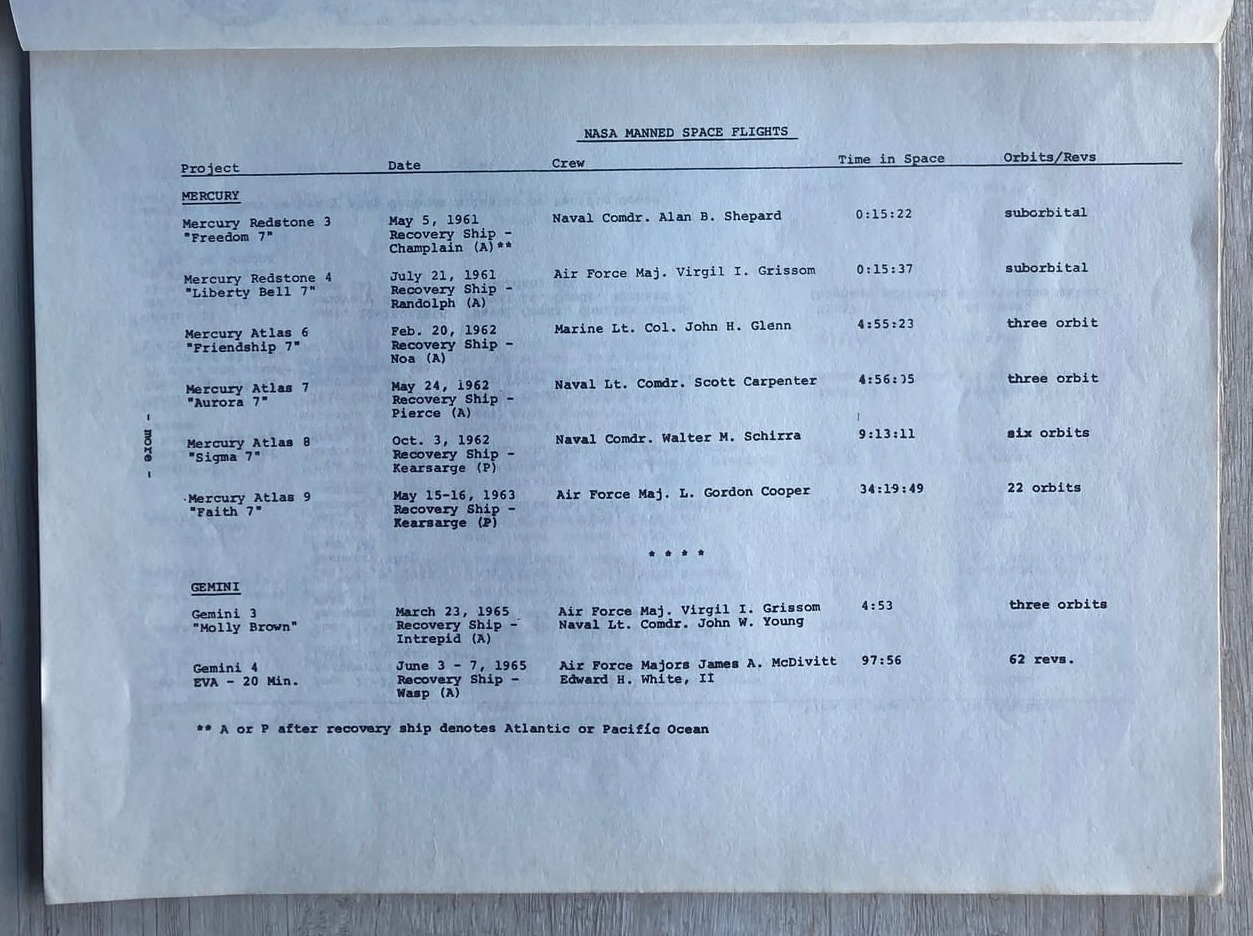 NASA MANNED SPACE FLIGHTS
Project Date Crew Time in Space Orbits/Revs
MERCURY
Mercury Redstone 3 May 5, 1961 Naval Comdr. Alan B. Shepard 0:15:22 suborbital
"Freedom 7" Recovery Ship -
Champlain (A)**
Mercury Redstone 4 July 21, 1961 Air Force Maj. Virgil I. Grissom 0:15:37 suborbital
"Liberty Bell 7" Recovery Ship -
Randolph (A)
Mercury Atlas 6 Feb. 20, 1962 Marine Lt. Col. John H. Glenn 4:55:23 three orbit
"Friendship 7" Recovery Ship -
Noa (A)
Mercury Atlas 7 May 24, 1962 Naval Lt. Comdr. Scott Carpenter three orbit
"Aurora 7" Recovery Ship -
Pierce (A)
Mercury Atlas 8 Oct. 3, 1962 Naval Comdr. Walter M. Schirra 9:13:11 six orbits
"Sigma 7" Recovery Ship -
Kearsarge (P)
Mercury Atlas 9 May 15-16, 1963 Air Force Maj. L. Gordon Cooper 34:19:49 22 orbits
"Faith 7" Recovery Ship -
Kearsarge (P)
* * * *
GEMINI
Gemini 3 March 23, 1965 Air Force Maj. Virgil I. Grissom 4:53 three orbits
"Molly Brown" Recovery Ship - Naval Lt. Comdr. John W. Young
Intrepid (A)
Gemini 4 June 3 - 7, 1965 Air Force Majors James A. McDivitt 97:56 62 revs.
EVA - 20 Min. Recovery Ship - Edward H. White, II
Wasp (A)
** A or P after recovery ship denotes Atlantic or Pacific Ocean
- more -